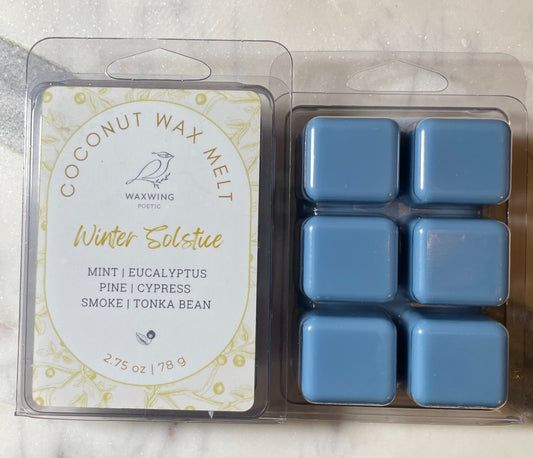 COCONUT WAX MELT
WAXWING
POETIC
Winter Solstice
MINT | EUCALYPTUS
PINE | CYPRESS
SMOKE | TONKA BEAN
2.75 oz | 78 g